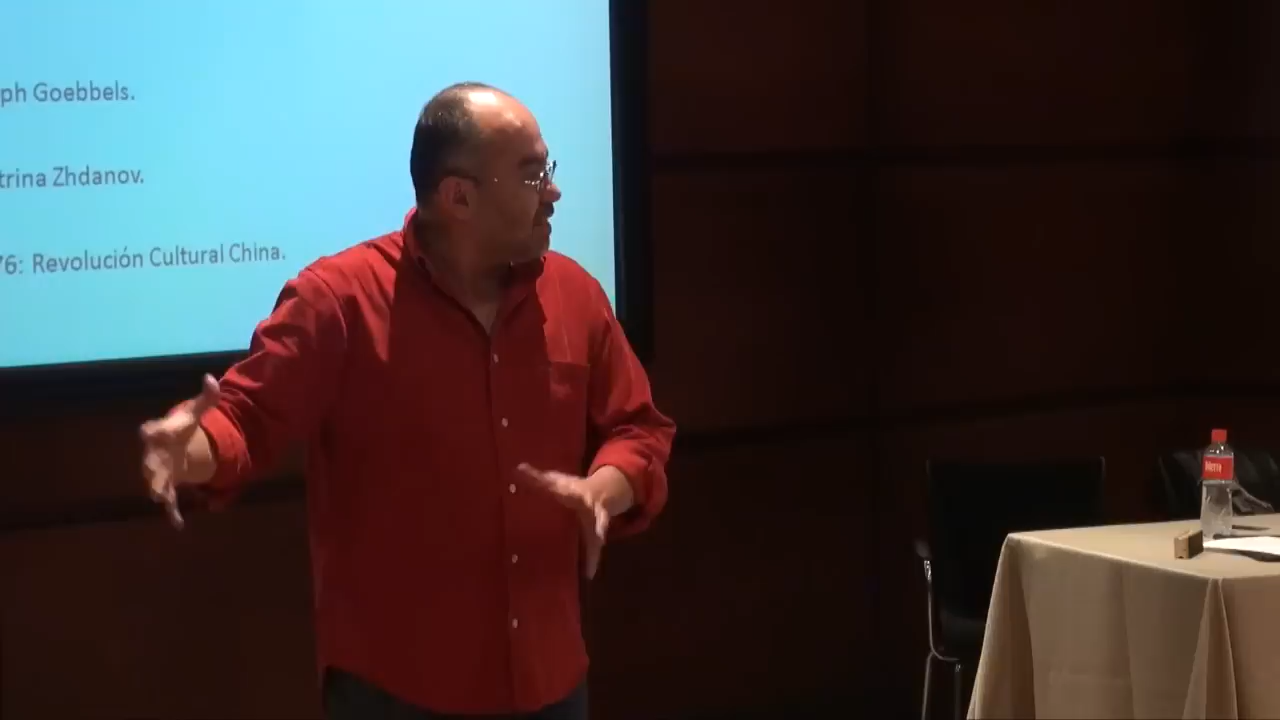 ph Goebbels.
trina Zhdanov.
76: Revolución Cultural China.